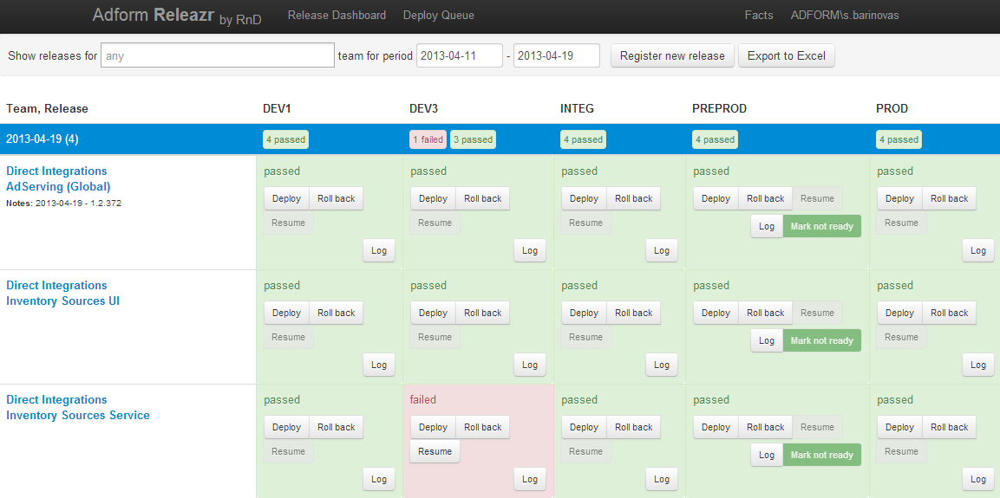 Adform Releazr by RnD Release Dashboard Deploy Queue Facts ADFORM\s.barinovas
Show releases for any team for period 2013-04-11 - 2013-04-19 Register new release Export to Excel
Team, Release DEV1 DEV3 INTEG PREPROD PROD
2013-04-19 (4) 4 passed 1 failed 3 passed 4 passed 4 passed 4 passed
Direct Integrations passed passed passed passed passed
AdServing (Global)
Notes: 2013-04-19 - 1.2.372 Deploy Roll back Deploy Roll back Deploy Roll back Deploy Roll back Resume Deploy Roll back
Resume Resume Resume Log Mark not ready Resume
Log Log Log Log
Direct Integrations passed passed passed passed passed
Inventory Sources UI
Deploy Roll back Deploy Roll back Deploy Roll back Deploy Roll back Resume Deploy Roll back
Resume Resume Resume Log Mark not ready Resume
Log Log Log Log
Direct Integrations passed failed passed passed passed
Inventory Sources Service
Deploy Roll back Deploy Roll back Deploy Roll back Deploy Roll back Resume Deploy Roll back
Resume Resume Resume Log Mark not ready Resume
Log Log Log Log